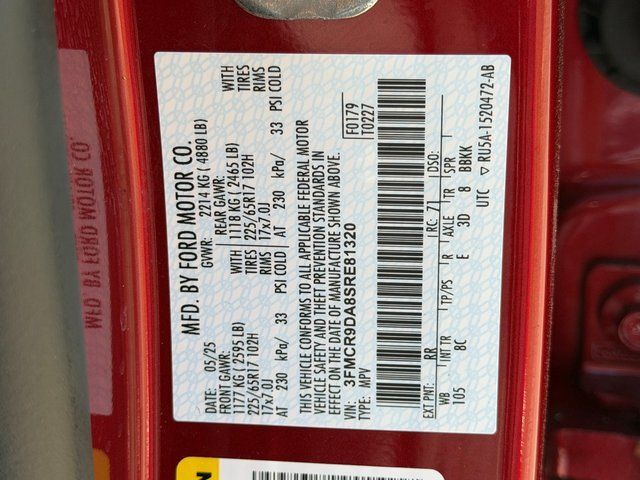 MFD. BY FORD MOTOR CO.
DATE: 05/25 GVWR: 2214 KG ( 4880 LB)
FRONT GAWR: REAR GAWR: WITH
1177 KG ( 2595 LB) 1118 KG ( 2465 LB) TIRES
225/65R17 102H 225/65R17 102H RIMS
17x7.0J RIMS 17x7.0J
AT 230 kPa/ 33 PSI COLD AT 230 kPa/ 33 PSI COLD
THIS VEHICLE CONFORMS TO ALL APPLICABLE FEDERAL MOTOR
VEHICLE SAFETY AND THEFT PREVENTION STANDARDS IN
EFFECT ON THE DATE OF MANUFACTURE SHOWN ABOVE.
VIN: 3FMCR9DA8SRE81320 F0179
TYPE: MPV T0227
EXT PNT: RR RC: 71 DSO:
WB INT TR TP/PS R AXLE TR SPR
105 8C E 3D 8 BBKK
UTC ▽ RU5A-1520472-AB
MFD. BY FORD MOTOR CO.